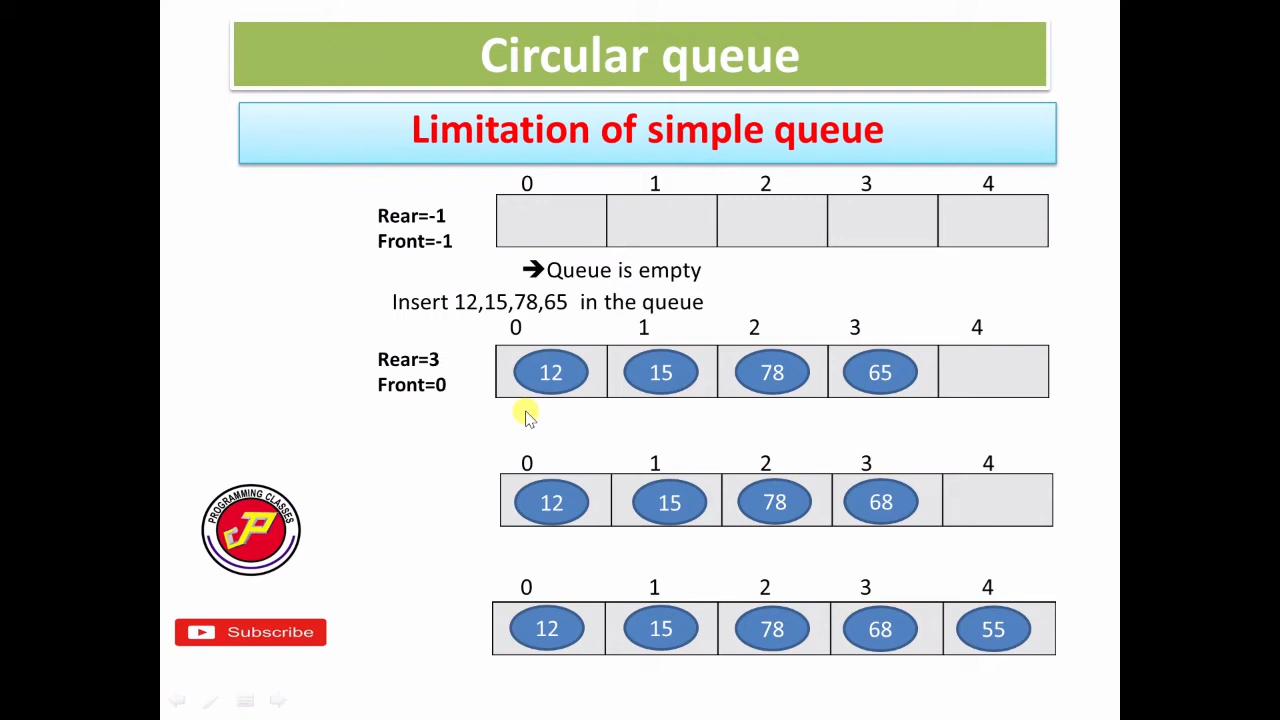 Circular queue
Limitation of simple queue
0 1 2 3 4
Rear=-1
Front=-1
➔Queue is empty
Insert 12,15,78,65 in the queue
0 1 2 3 4
Rear=3
Front=0
12 15 78 65
0 1 2 3 4
12 15 78 68
PROGRAMMING CLASSES
JP
0 1 2 3 4
12 15 78 68 55
Subscribe